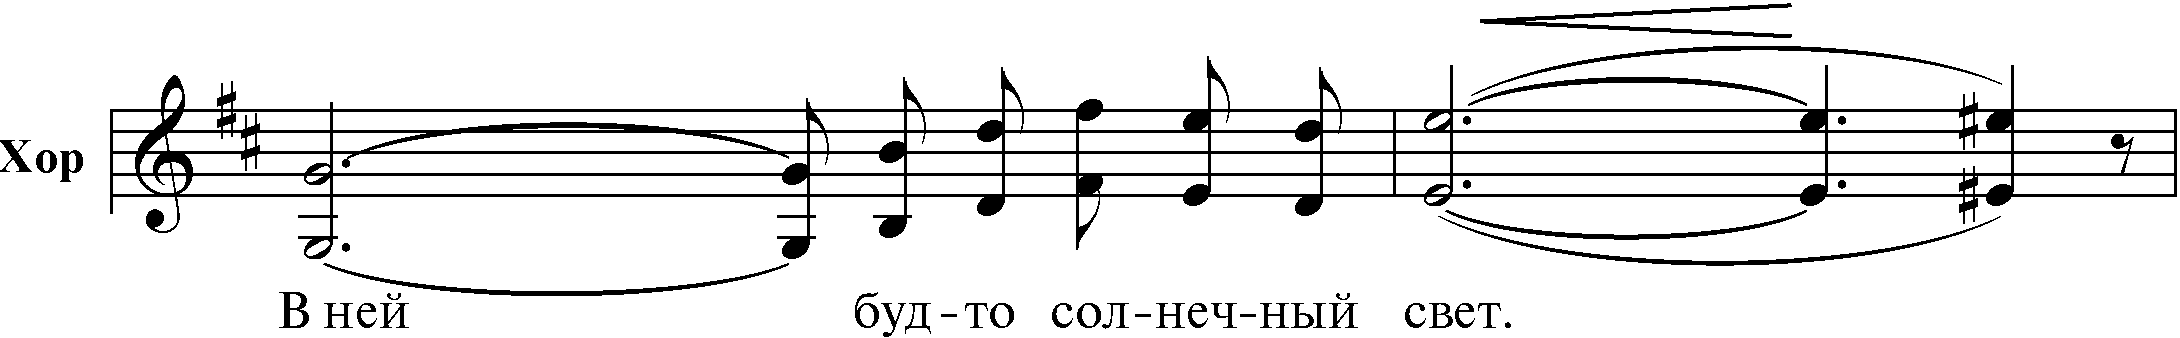 Хор
В ней буд-то сол-неч-ный свет.